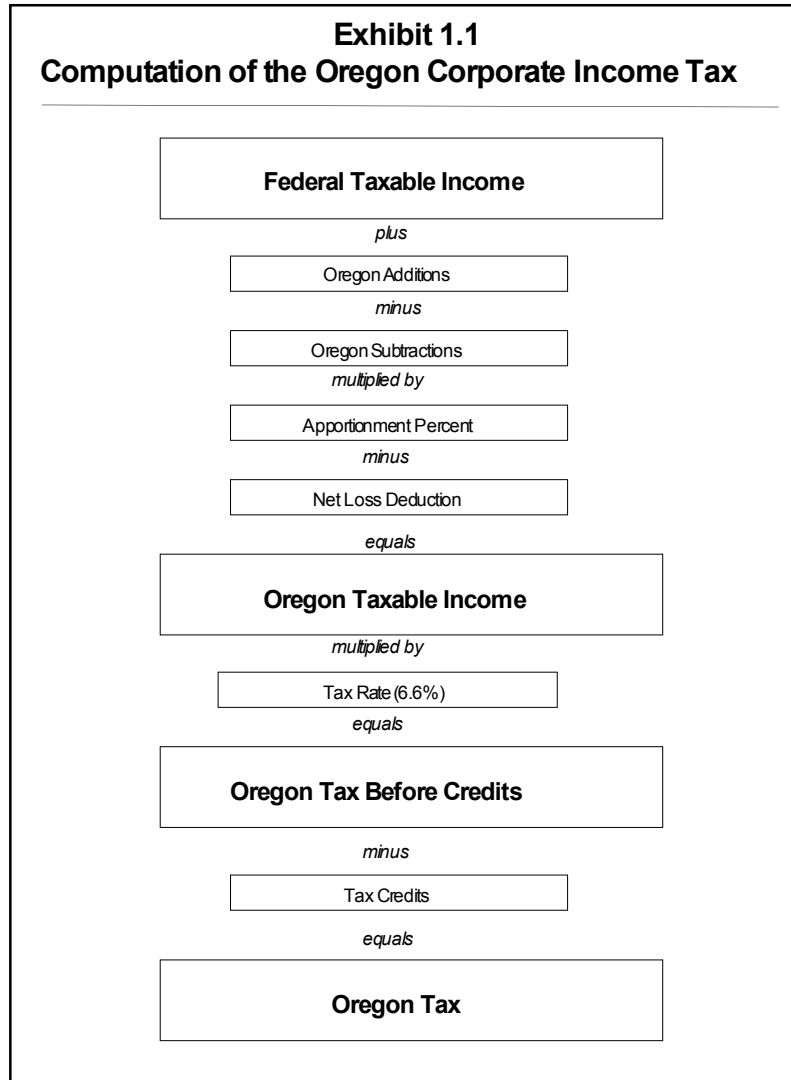 Exhibit 1.1
Computation of the Oregon Corporate Income Tax
Federal Taxable Income
plus
Oregon Additions
minus
Oregon Subtractions
multiplied by
Apportionment Percent
minus
Net Loss Deduction
equals
Oregon Taxable Income
multiplied by
Tax Rate (6.6%)
equals
Oregon Tax Before Credits
minus
Tax Credits
equals
Oregon Tax